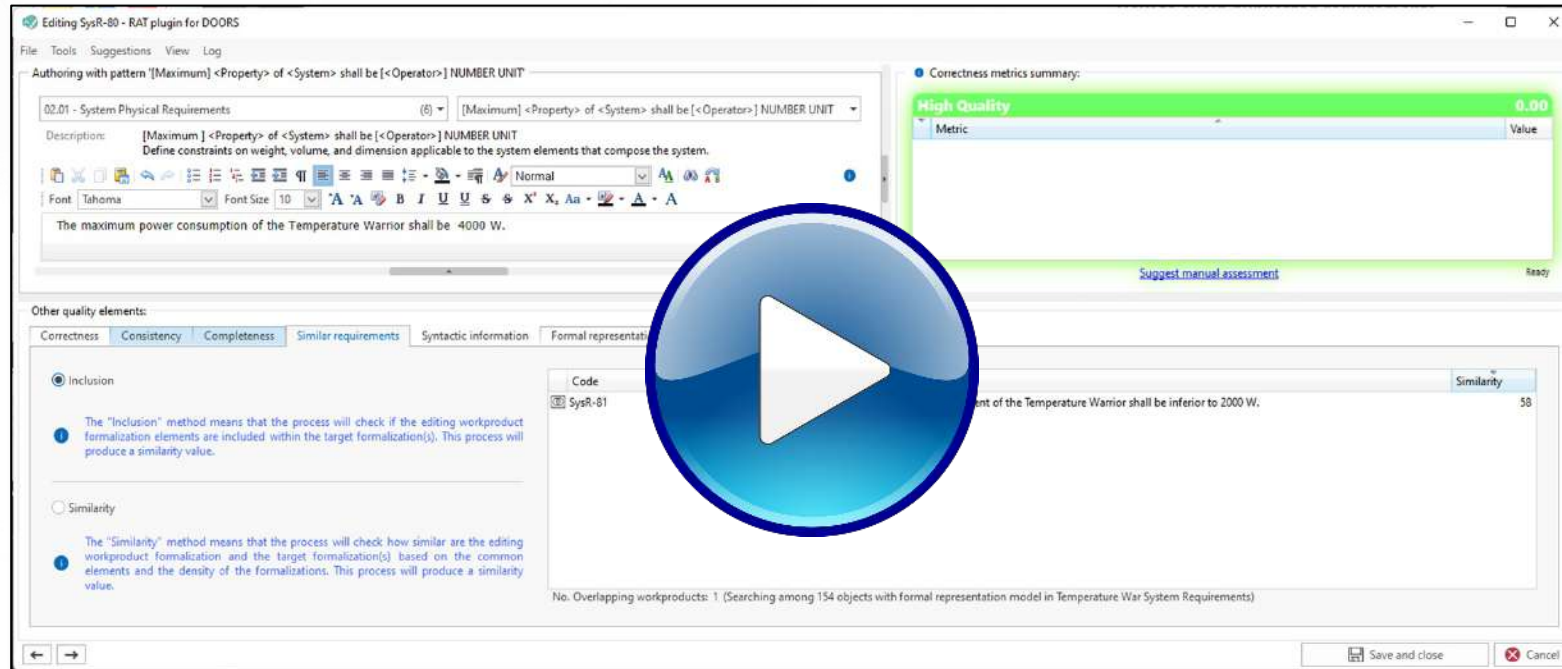 Editing SysR-80 - RAT plugin for DOORS
File Tools Suggestions View Log
Authoring with pattern '[Maximum] <Property> of <System> shall be [<Operator>] NUMBER UNIT'
02.01 - System Physical Requirements (6) [Maximum] <Property> of <System> shall be [<Operator>] NUMBER UNIT
Description: [Maximum ] <Property> of <System> shall be [<Operator>] NUMBER UNIT
Define constraints on weight, volume, and dimension applicable to the system elements that compose the system.
Normal
Font Tahoma Font Size 10
The maximum power consumption of the Temperature Warrior shall be 4000 W.
Correctness metrics summary:
High Quality 0.00
Metric Value
Suggest manual assessment Ready
Other quality elements:
Correctness Consistency Completeness Similar requirements Syntactic information Formal representati
Inclusion
The "Inclusion" method means that the process will check if the editing workproduct
formalization elements are included within the target formalization(s). This process will
produce a similarity value.
Similarity
The "Similarity" method means that the process will check how similar are the editing
workproduct formalization and the target formalization(s) based on the common
elements and the density of the formalizations. This process will produce a similarity
value.
Code Similarity
SysR-81 ent of the Temperature Warrior shall be inferior to 2000 W. 58
No. Overlapping workproducts: 1 (Searching among 154 objects with formal representation model in Temperature War System Requirements)
Save and close Cancel